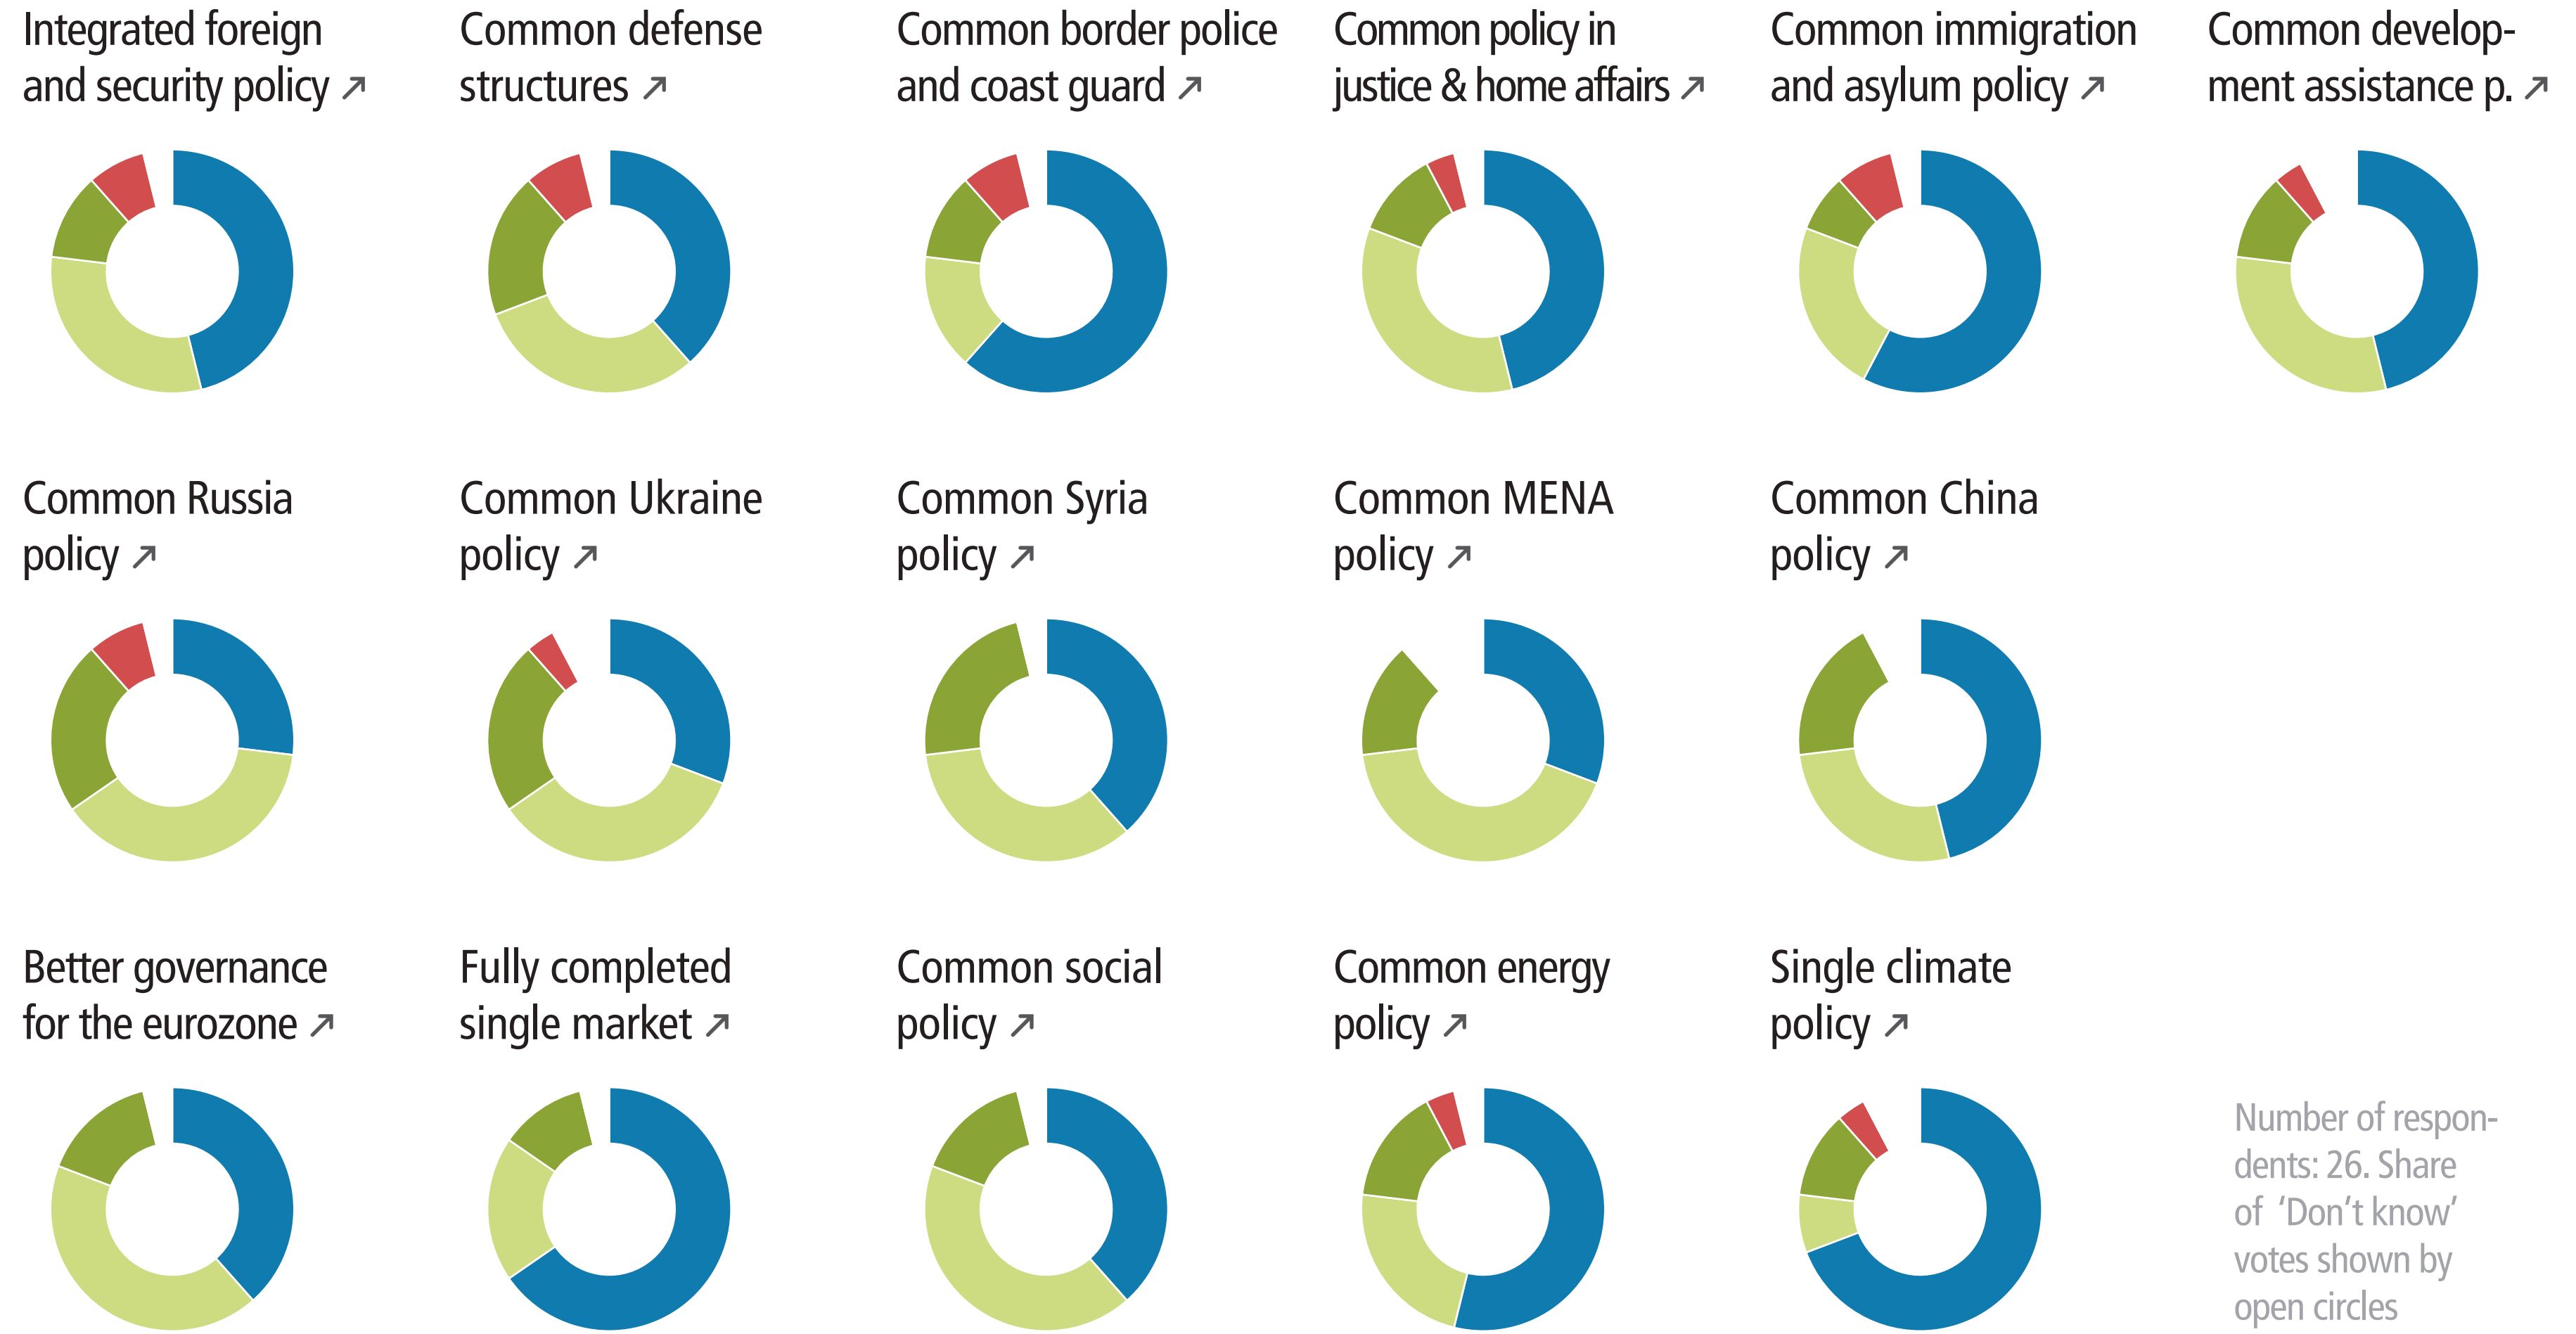 Integrated foreign
and security policy ↗
Common defense
structures ↗
Common border police
and coast guard ↗
Common policy in
justice & home affairs ↗
Common immigration
and asylum policy ↗
Common develop-
ment assistance p. ↗
Common Russia
policy ↗
Common Ukraine
policy ↗
Common Syria
policy ↗
Common MENA
policy ↗
Common China
policy ↗
Better governance
for the eurozone ↗
Fully completed
single market ↗
Common social
policy ↗
Common energy
policy ↗
Single climate
policy ↗
Number of respon-
dents: 26. Share
of ‘Don‘t know‘
votes shown by
open circles